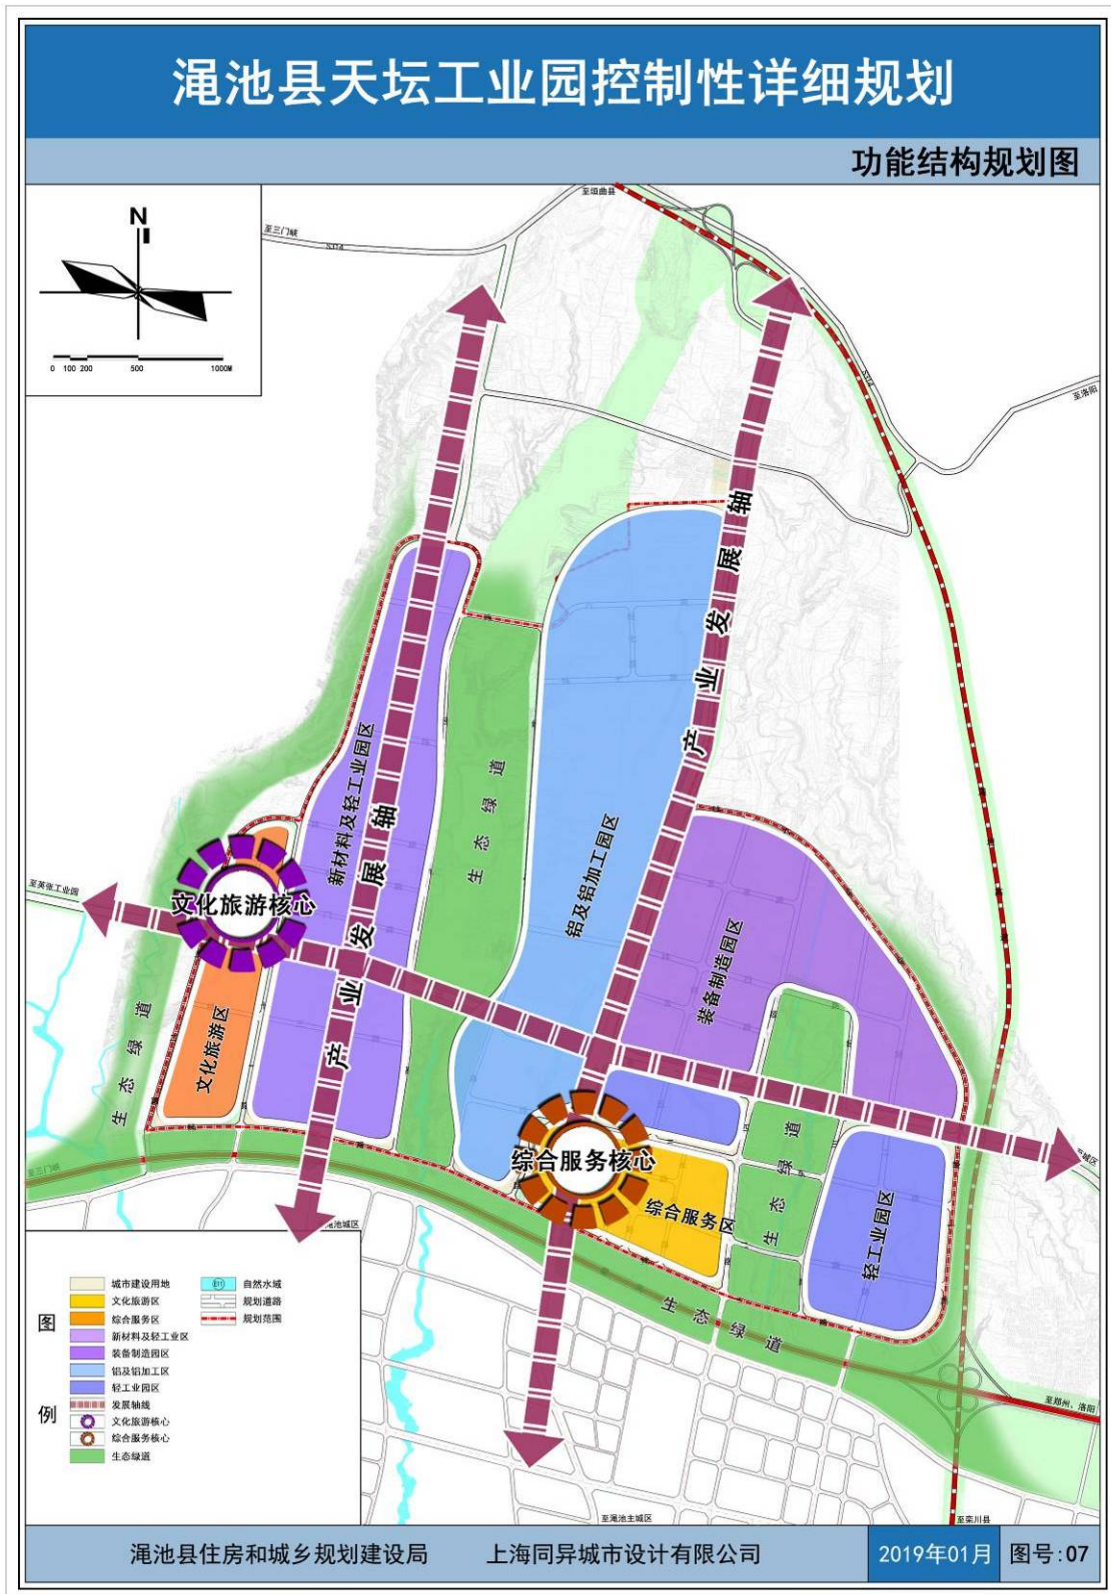 渑池县天坛工业园控制性详细规划
功能结构规划图
N
0 100 200 500 1000M
至垣曲县
至三门峡
S314
S314
至洛阳
产业发展轴
新材料及轻工业园区
产业发展轴
生态绿道
铝及铝加工园区
装备制造园区
至英张工业园
文化旅游核心
文化旅游区
生态绿道
至三门峡
综合服务核心
综合服务区
生态绿道
轻工业园区
生态绿道
至渑池城区
至郑州、洛阳
至渑池主城区
至栾川县
图例
城市建设用地
文化旅游区
综合服务区
新材料及轻工业区
装备制造园区
铝及铝加工区
轻工业园区
发展轴线
文化旅游核心
综合服务核心
生态绿道
E11 自然水域
规划道路
规划范围
渑池县住房和城乡规划建设局
上海同异城市设计有限公司
2019年01月
图号:07